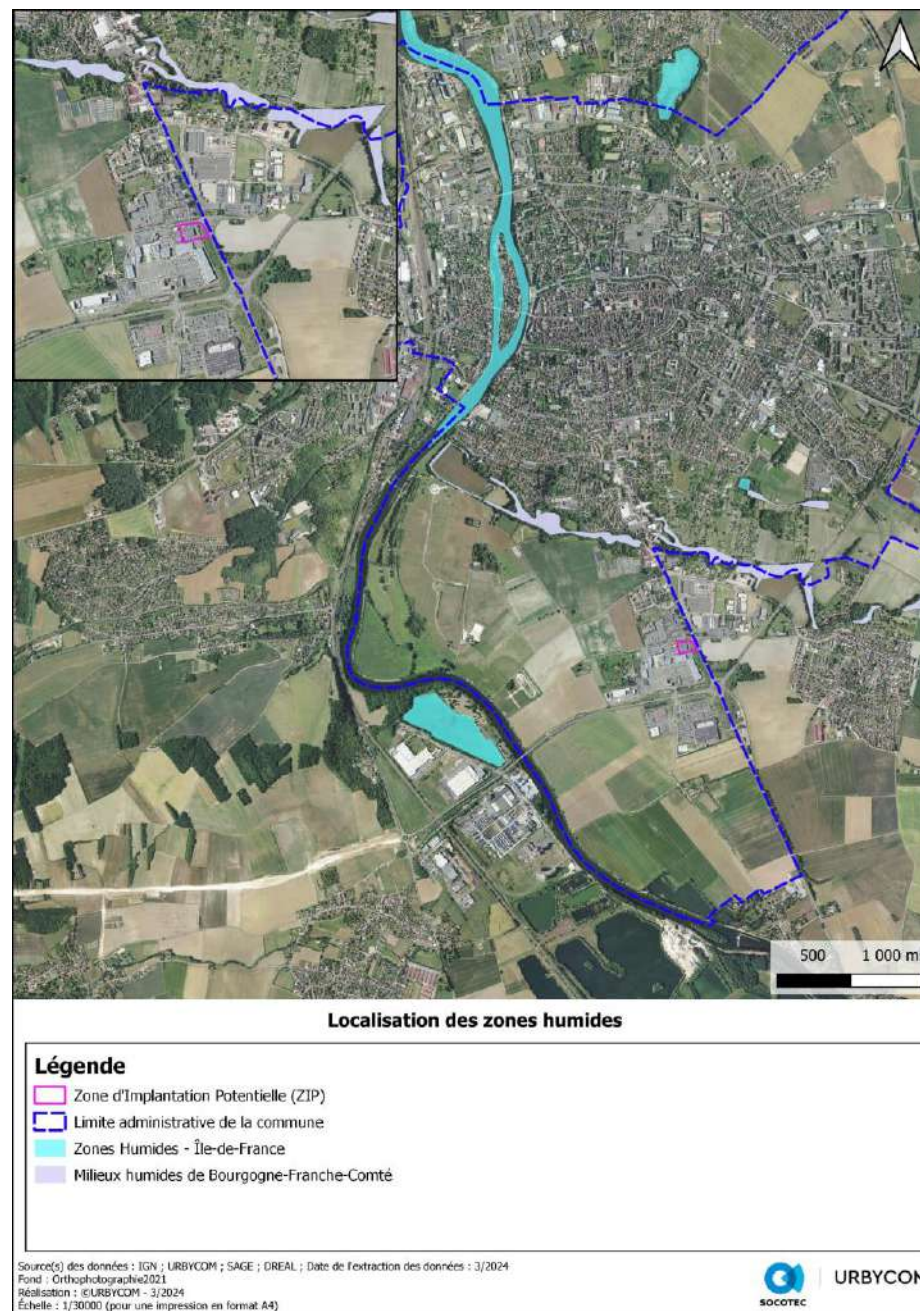 500 1 000 m
Localisation des zones humides
Légende
Zone d'Implantation Potentielle (ZIP)
Limite administrative de la commune
Zones Humides - Île-de-France
Milieux humides de Bourgogne-Franche-Comté
Source(s) des données : IGN ; URBYCOM ; SAGE ; DREAL ; Date de l'extraction des données : 3/2024
Fond : Orthophotographie2021
Réalisation : ©URBYCOM - 3/2024
Échelle : 1/30000 (pour une impression en format A4)
SOCOTEC
URBYCOM